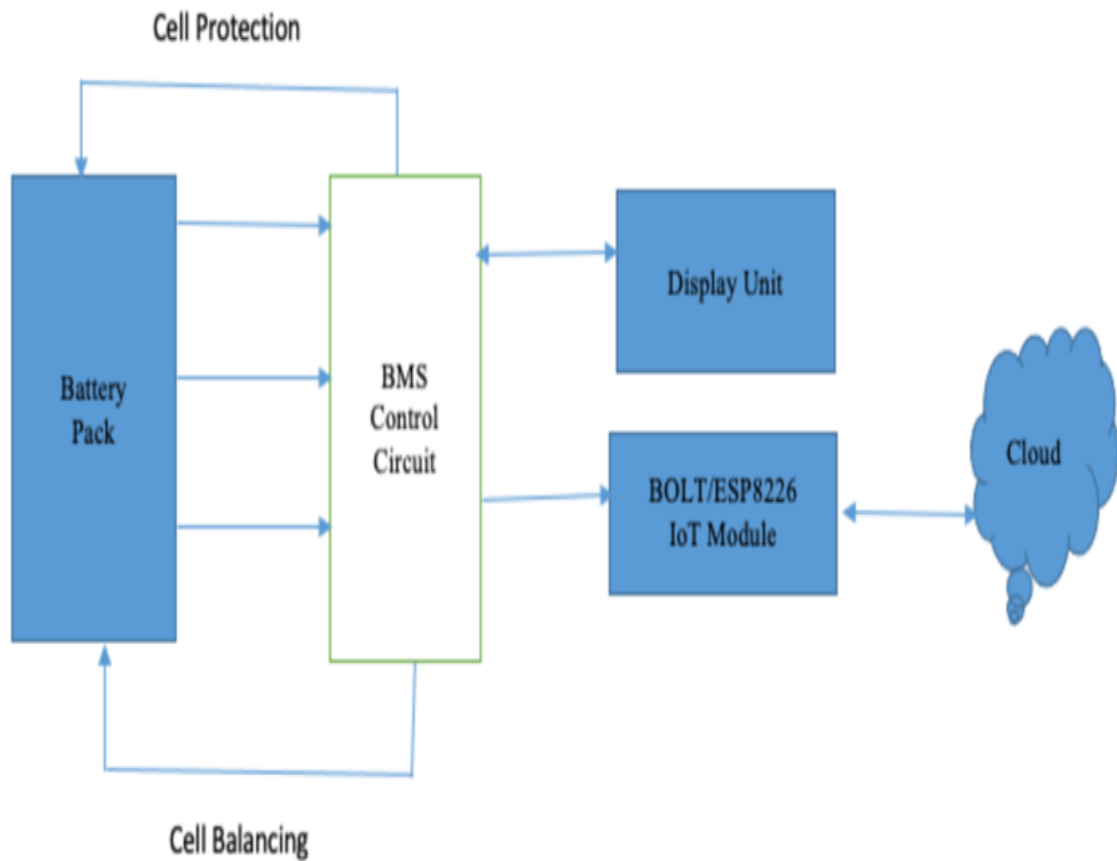 Cell Protection
Battery
Pack
BMS
Control
Circuit
Display Unit
BOLT/ESP8226
IoT Module
Cloud
Cell Balancing